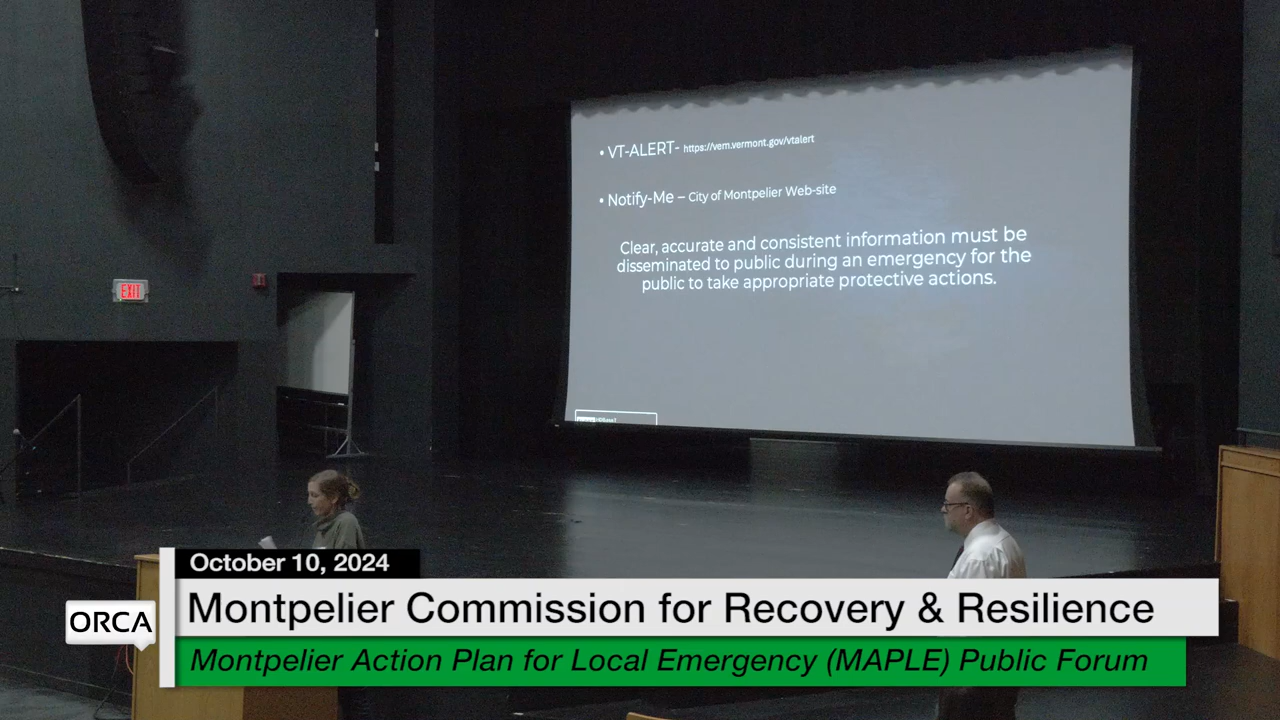 • VT-ALERT- https://vem.vermont.gov/vtalert
• Notify-Me – City of Montpelier Web-site
Clear, accurate and consistent information must be
disseminated to public during an emergency for the
public to take appropriate protective actions.
EXIT
October 10, 2024
Montpelier Commission for Recovery & Resilience
ORCA
Montpelier Action Plan for Local Emergency (MAPLE) Public Forum